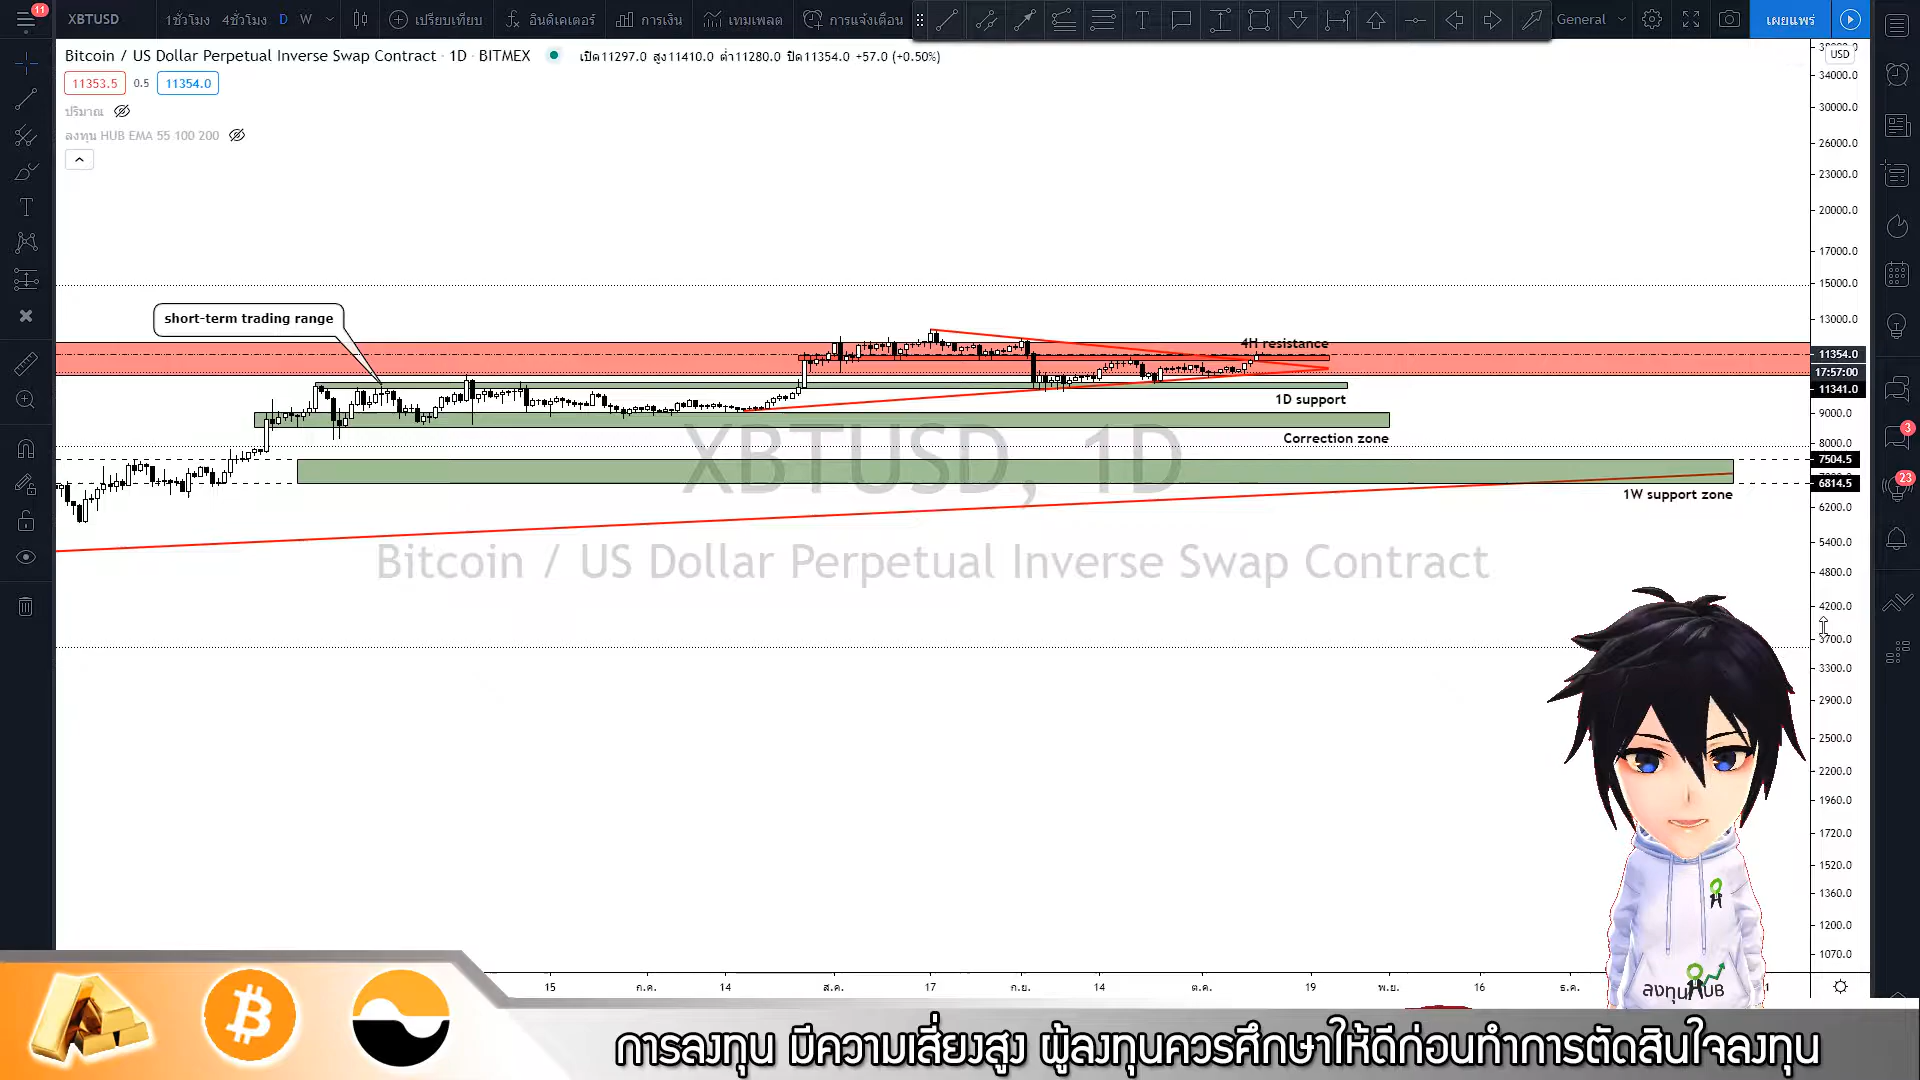 11
XBTUSD
1ชั่วโมง 4ชั่วโมง D W
เปรียบเทียบ
อินดิเคเตอร์
การเงิน
เทมเพลต
การแจ้งเตือน
General
เผยแพร่
Bitcoin / US Dollar Perpetual Inverse Swap Contract · 1D · BITMEX
เปิด11297.0 สูง11410.0 ต่ำ11280.0 ปิด11354.0 +57.0 (+0.50%)
USD
11353.5 0.5 11354.0
ปริมาณ
ลงทุน HUB EMA 55 100 200
34000.0
30000.0
26000.0
23000.0
20000.0
17000.0
15000.0
13000.0
short-term trading range
4H resistance
11354.0
17:57:00
11341.0
1D support
9000.0
Correction zone
8000.0
7504.5
6814.5
1W support zone
6200.0
5400.0
4800.0
4200.0
3700.0
3300.0
2900.0
2500.0
2200.0
1960.0
1720.0
1520.0
1360.0
1200.0
1070.0
3
23
XBTUSD, 1D
Bitcoin / US Dollar Perpetual Inverse Swap Contract
15 ก.ค. 14 ส.ค. 17 ก.ย. 14 ต.ค. 19 พ.ย. 16 ธ.ค.
ลงทุนHUB
การลงทุน มีความเสี่ยงสูง ผู้ลงทุนควรศึกษาให้ดีก่อนทำการตัดสินใจลงทุน